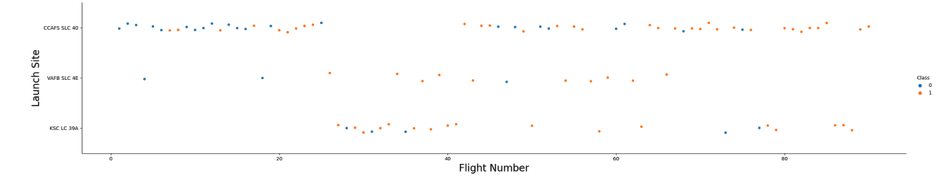 Launch Site
CCAFS SLC 40
VAFB SLC 4E
KSC LC 39A
0
20
40
60
80
Flight Number
Class
0
1